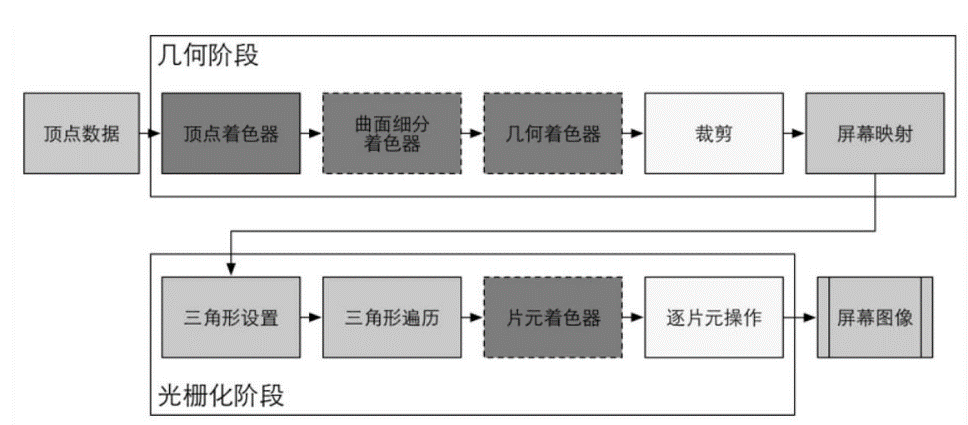 几何阶段
顶点数据
顶点着色器
曲面细分
着色器
几何着色器
裁剪
屏幕映射
三角形设置
三角形遍历
片元着色器
逐片元操作
屏幕图像
光栅化阶段